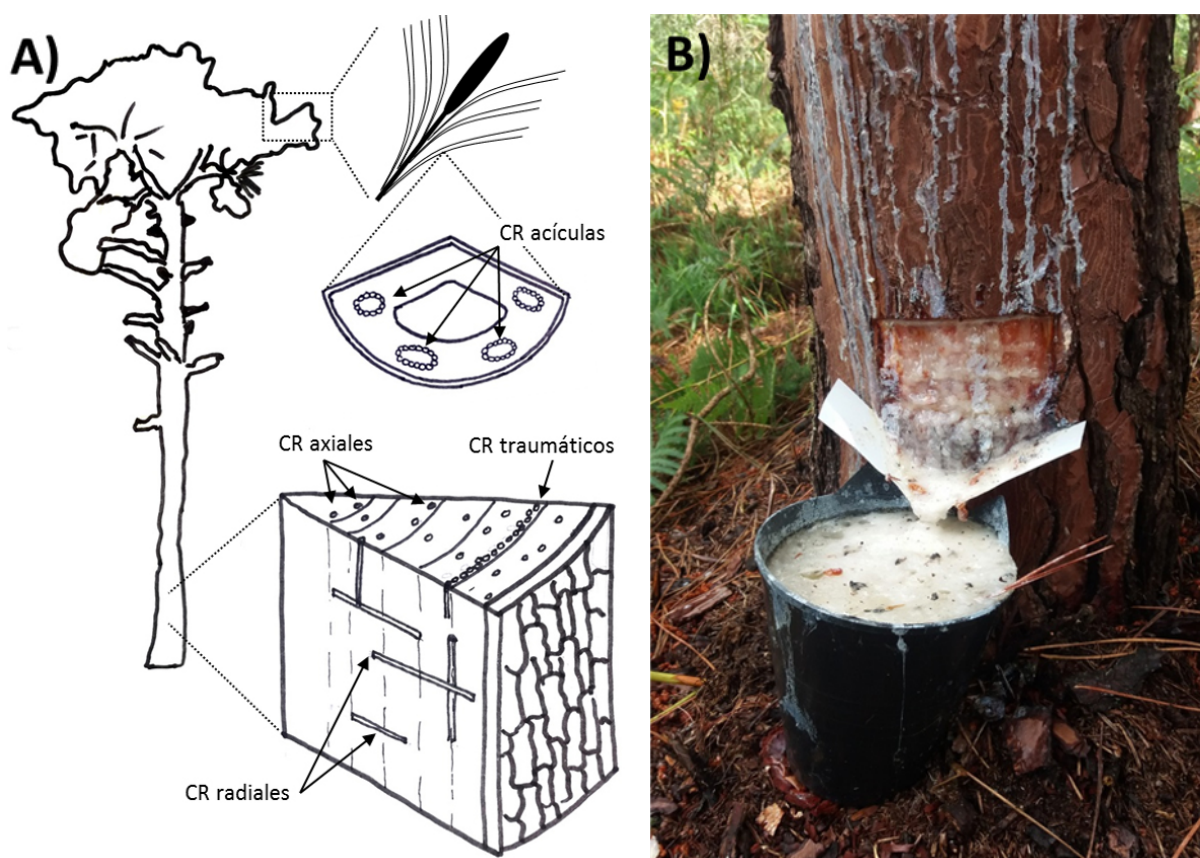 A)
CR acículas
CR axiales
CR traumáticos
CR radiales
B)